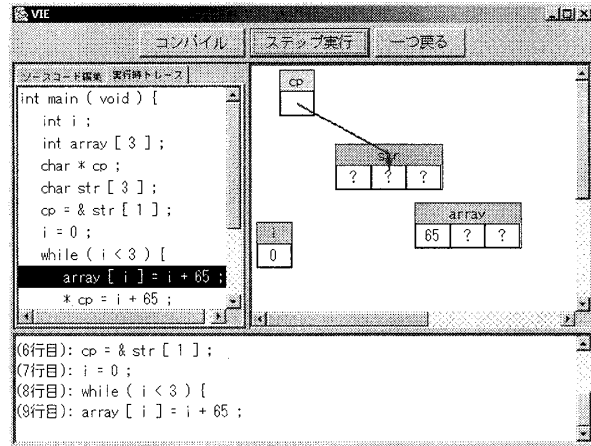 VIE
コンパイル ステップ実行 一つ戻る
ソースコード編集 実行時トレース
int main ( void ) {
int i ;
int array [ 3 ] ;
char * cp ;
char str [ 3 ] ;
cp = & str [ 1 ] ;
i = 0 ;
while ( i < 3 ) {
array [ i ] = i + 65 ;
* cp = i + 65 ;
cp
str
? ? ?
array
65 ? ?
i
0
(6行目): cp = & str [ 1 ] ;
(7行目): i = 0 ;
(8行目): while ( i < 3 ) {
(9行目): array [ i ] = i + 65 ;